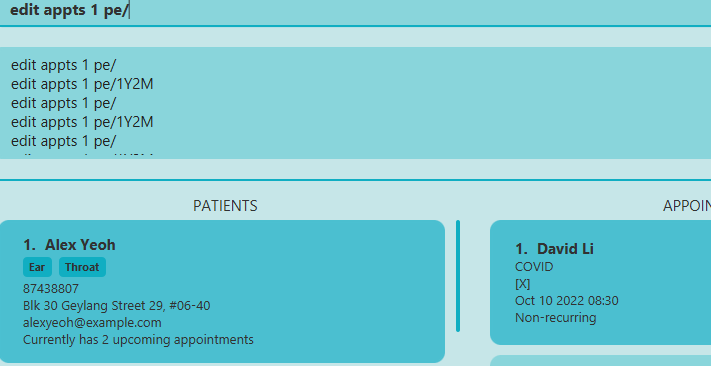 edit appts 1 pe/
edit appts 1 pe/
edit appts 1 pe/1Y2M
edit appts 1 pe/
edit appts 1 pe/1Y2M
edit appts 1 pe/
PATIENTS
1. Alex Yeoh
Ear Throat
87438807
Blk 30 Geylang Street 29, #06-40
alexyeoh@example.com
Currently has 2 upcoming appointments
APPOIN
1. David Li
COVID
[X]
Oct 10 2022 08:30
Non-recurring